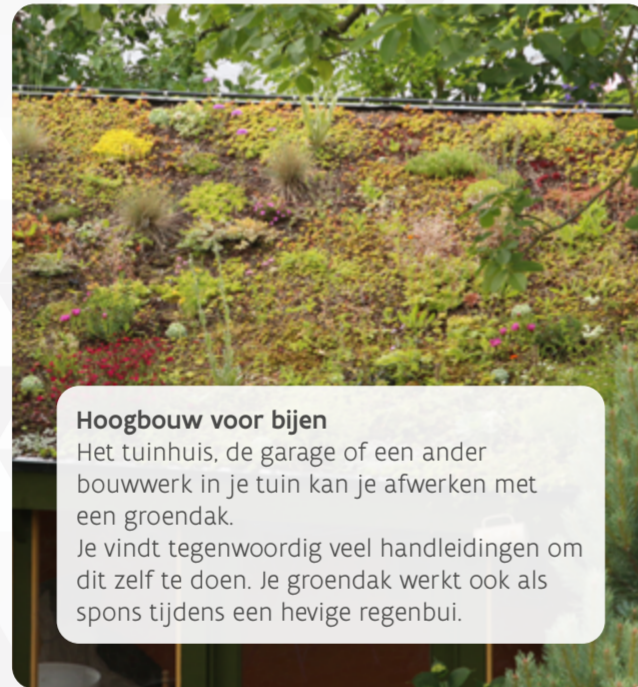 Hoogbouw voor bijen
Het tuinhuis, de garage of een ander
bouwwerk in je tuin kan je afwerken met
een groendak.
Je vindt tegenwoordig veel handleidingen om
dit zelf te doen. Je groendak werkt ook als
spons tijdens een hevige regenbui.